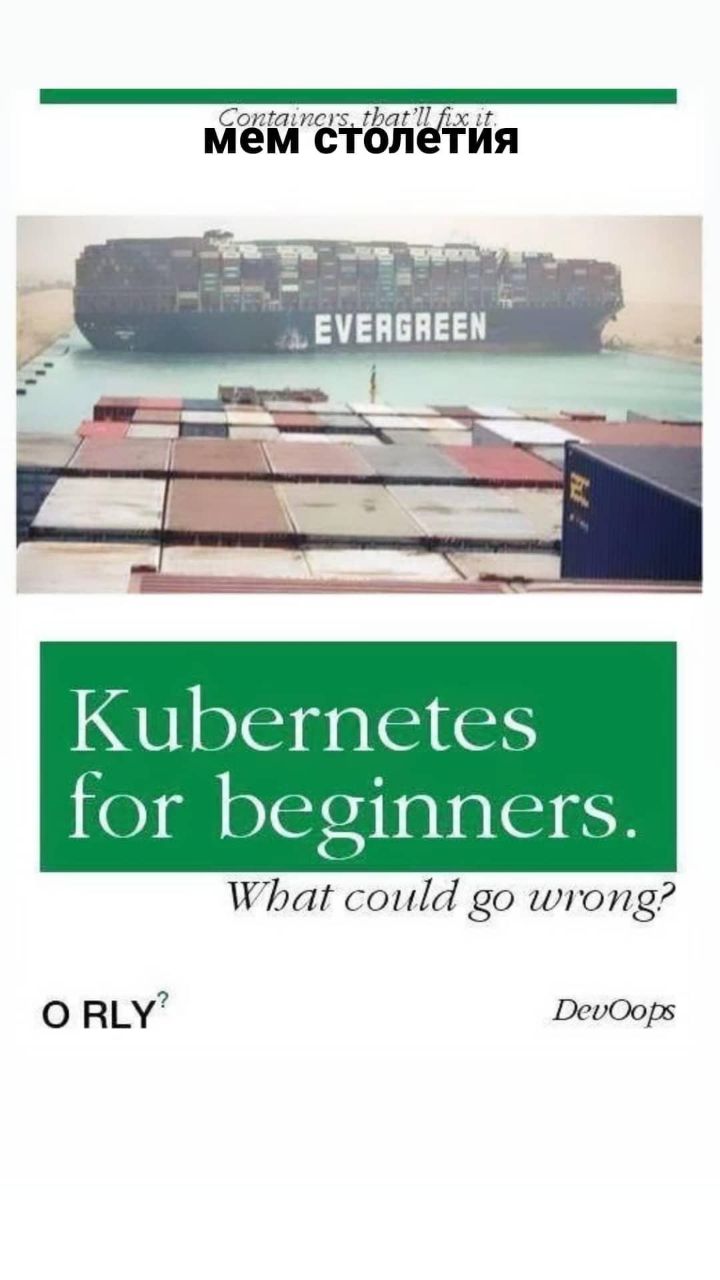 Containers, that'll fix it.
мем столетия
EVERGREEN
Kubernetes
for beginners.
What could go wrong?
O RLY?
DevOops